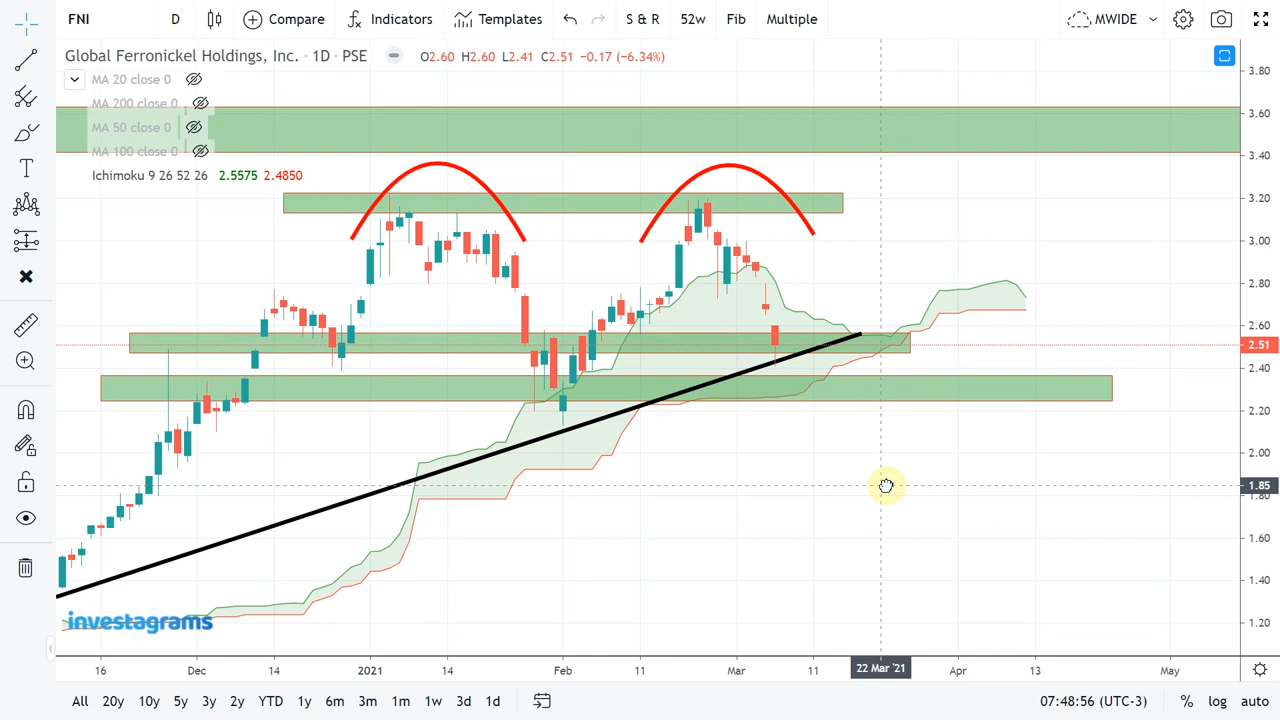 FNI D Compare Indicators Templates S & R 52w Fib Multiple MWIDE
Global Ferronickel Holdings, Inc. · 1D · PSE O2.60 H2.60 L2.41 C2.51 −0.17 (−6.34%)
MA 20 close 0
MA 200 close 0
MA 50 close 0
MA 100 close 0
Ichimoku 9 26 52 26 2.5575 2.4850
3.80
3.60
3.40
3.20
3.00
2.80
2.60
2.51
2.40
2.20
2.00
1.85
1.80
1.60
1.40
1.20
investagrams
16 Dec 14 2021 14 Feb 11 Mar 11 22 Mar '21 Apr 13 May
All 20y 10y 5y 3y 2y YTD 1y 6m 3m 1m 1w 3d 1d 07:48:56 (UTC-3) % log auto